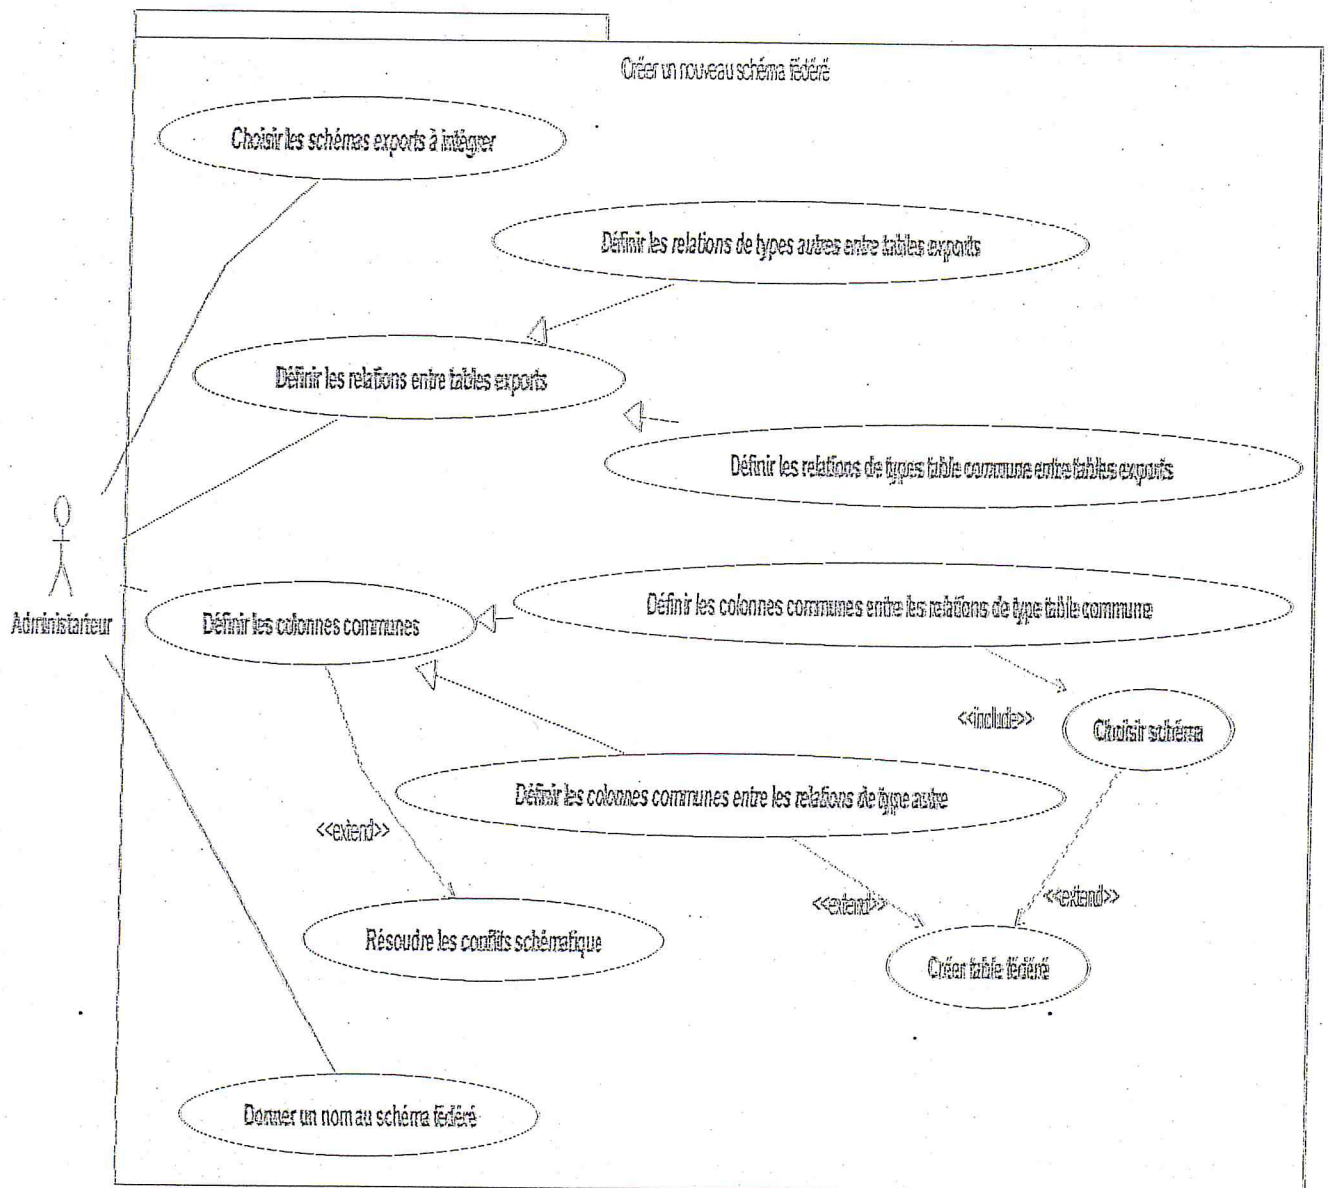 Créer un nouveau schéma fédéré
Choisir les schémas exports à intégrer
Définir les relations de types autres entre tables exports
Définir les relations entre tables exports
Définir les relations de types table commune entre tables exports
Définir les colonnes communes entre les relations de type table commune
Définir les colonnes communes
Administarteur
<<include>>
Choisir schéma
Définir les colonnes communes entre les relations de type autre
<<extend>>
<<extend>>
<<extend>>
Résoudre les conflits schématique
Créer table fédéré
Donner un nom au schéma fédéré